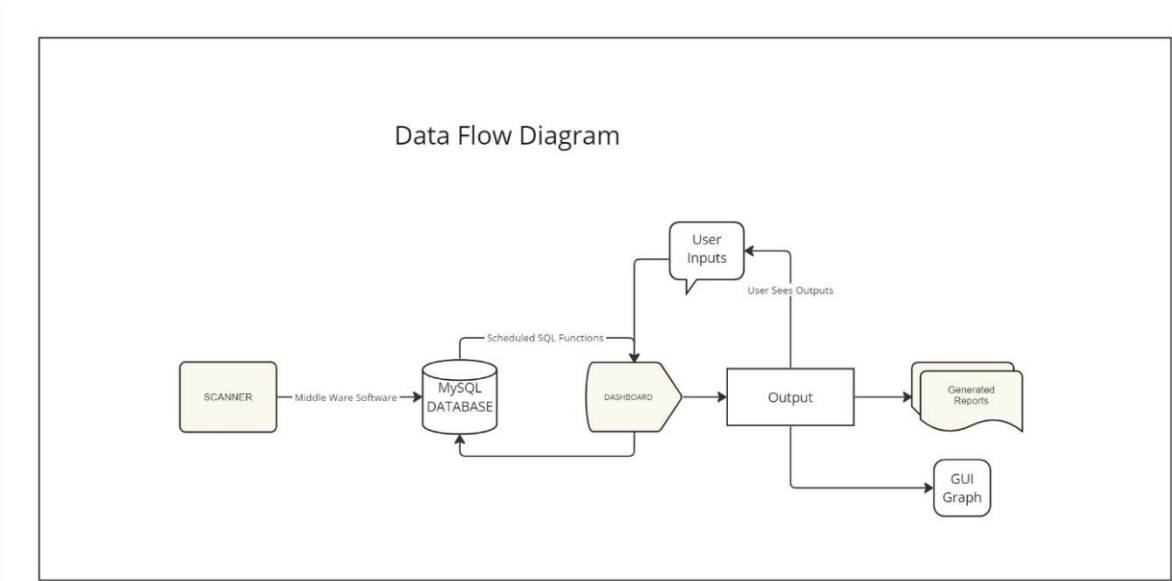 Data Flow Diagram
User
Inputs
User Sees Outputs
Scheduled SQL Functions
SCANNER
Middle Ware Software
MySQL
DATABASE
DASHBOARD
Output
Generated
Reports
GUI
Graph